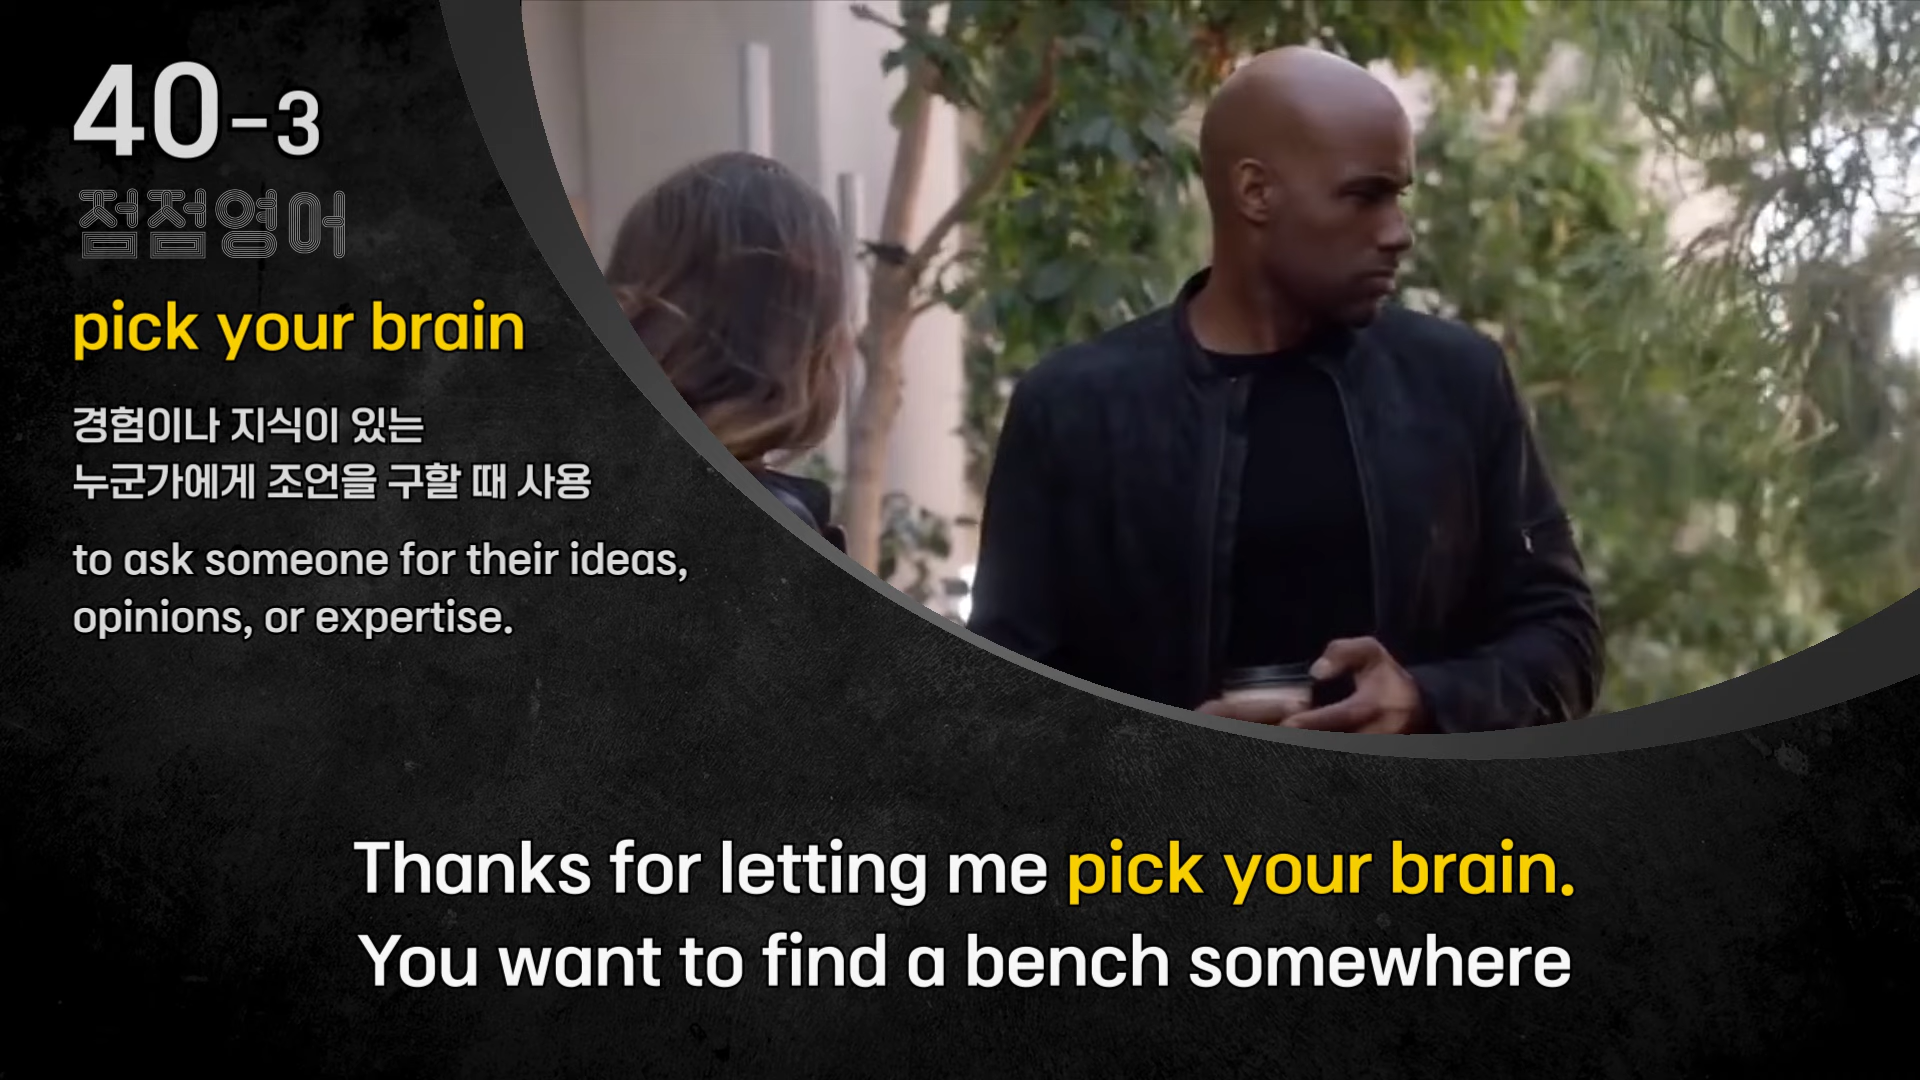 40-3
점점영어
pick your brain
경험이나 지식이 있는
누군가에게 조언을 구할 때 사용
to ask someone for their ideas,
opinions, or expertise.
Thanks for letting me pick your brain.
You want to find a bench somewhere